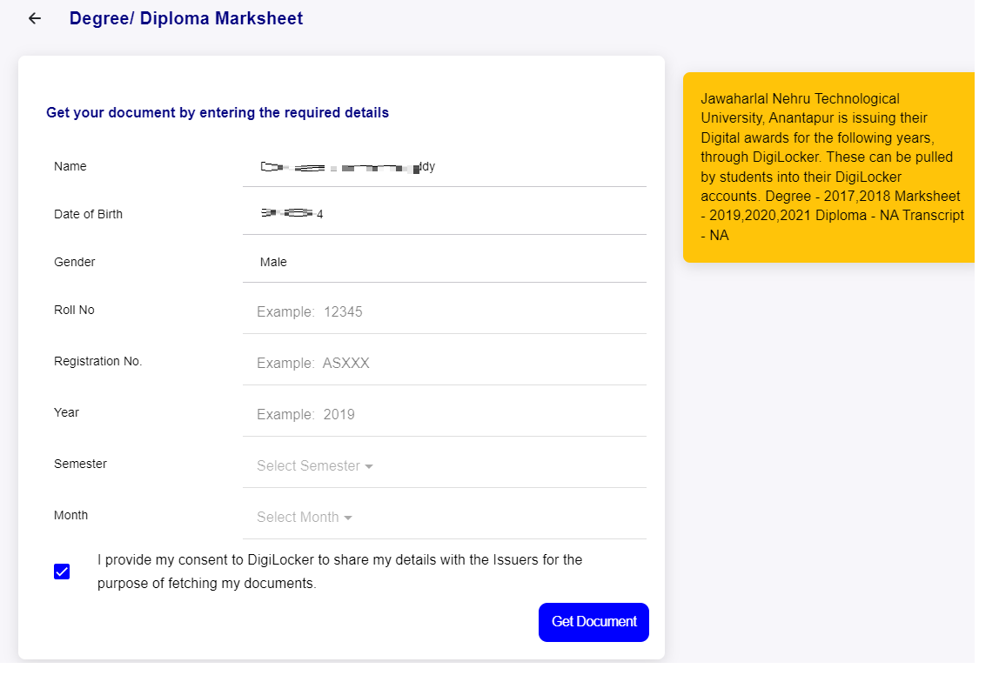 Degree/ Diploma Marksheet
Get your document by entering the required details
Name ddy
Date of Birth 4
Gender Male
Roll No Example: 12345
Registration No. Example: ASXXX
Year Example: 2019
Semester Select Semester
Month Select Month
I provide my consent to DigiLocker to share my details with the Issuers for the
purpose of fetching my documents.
Get Document
Jawaharlal Nehru Technological
University, Anantapur is issuing their
Digital awards for the following years,
through DigiLocker. These can be pulled
by students into their DigiLocker
accounts. Degree - 2017,2018 Marksheet
- 2019,2020,2021 Diploma - NA Transcript
- NA